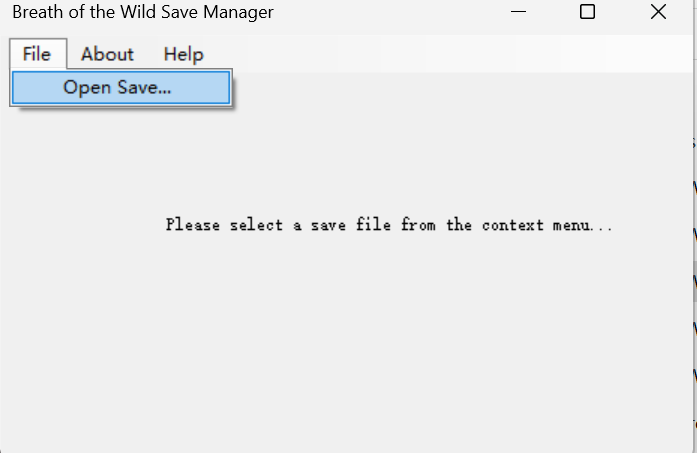 Breath of the Wild Save Manager
File About Help
Open Save...
Please select a save file from the context menu...